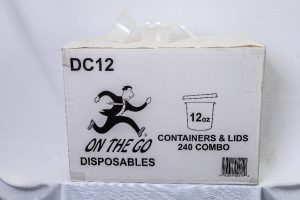 DC12
ON THE GO
DISPOSABLES
12oz
CONTAINERS & LIDS
240 COMBO